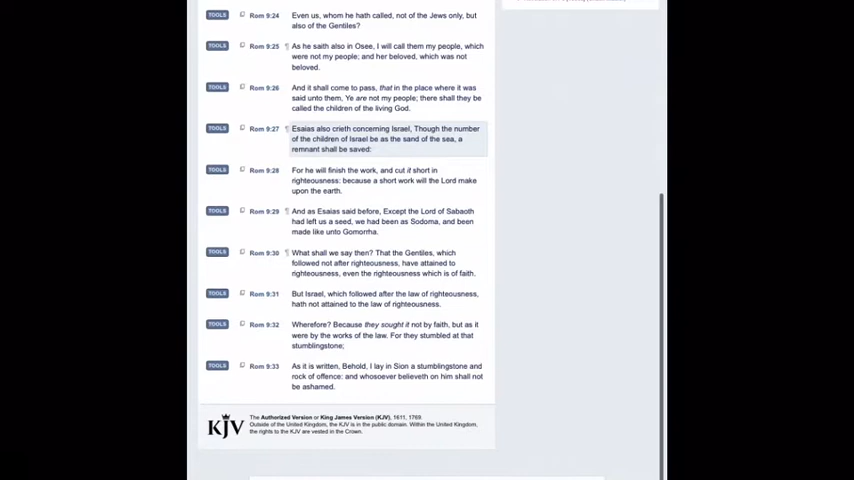 TOOLS Rom 9:24 Even us, whom he hath called, not of the Jews only, but
also of the Gentiles?
TOOLS Rom 9:25 ¶ As he saith also in Osee, I will call them my people, which
were not my people; and her beloved, which was not
beloved.
TOOLS Rom 9:26 And it shall come to pass, that in the place where it was
said unto them, Ye are not my people; there shall they be
called the children of the living God.
TOOLS Rom 9:27 ¶ Esaias also crieth concerning Israel, Though the number
of the children of Israel be as the sand of the sea, a
remnant shall be saved:
TOOLS Rom 9:28 For he will finish the work, and cut it short in
righteousness: because a short work will the Lord make
upon the earth.
TOOLS Rom 9:29 ¶ And as Esaias said before, Except the Lord of Sabaoth
had left us a seed, we had been as Sodoma, and been
made like unto Gomorrha.
TOOLS Rom 9:30 ¶ What shall we say then? That the Gentiles, which
followed not after righteousness, have attained to
righteousness, even the righteousness which is of faith.
TOOLS Rom 9:31 But Israel, which followed after the law of righteousness,
hath not attained to the law of righteousness.
TOOLS Rom 9:32 Wherefore? Because they sought it not by faith, but as it
were by the works of the law. For they stumbled at that
stumblingstone;
TOOLS Rom 9:33 As it is written, Behold, I lay in Sion a stumblingstone and
rock of offence: and whosoever believeth on him shall not
be ashamed.
KJV
The Authorized Version or King James Version (KJV), 1611, 1769.
Outside of the United Kingdom, the KJV is in the public domain. Within the United Kingdom,
the rights to the KJV are vested in the Crown.